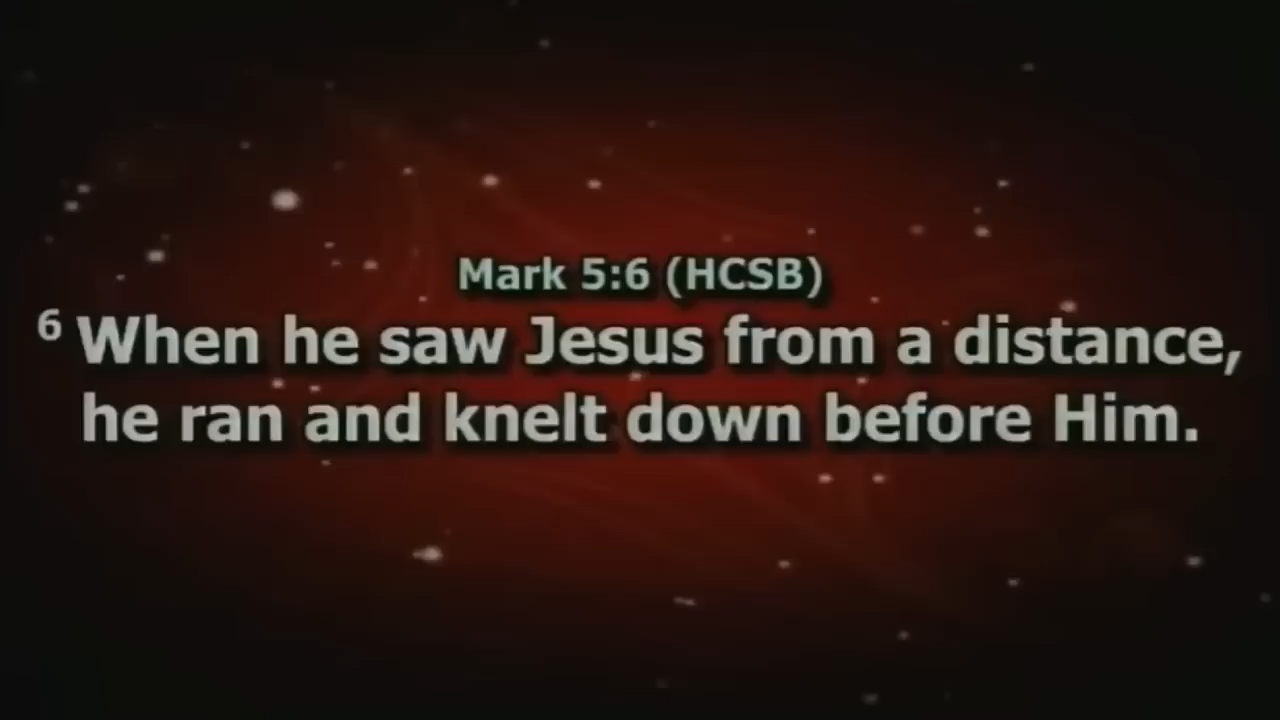 Mark 5:6 (HCSB)
6 When he saw Jesus from a distance,
he ran and knelt down before Him.